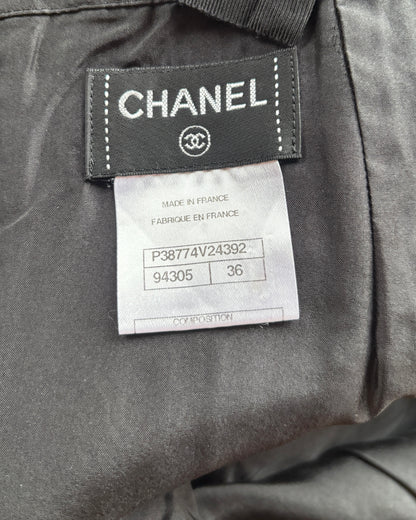 CHANEL
MADE IN FRANCE
FABRIQUE EN FRANCE
P38774V24392
94305 36
COMPOSITION